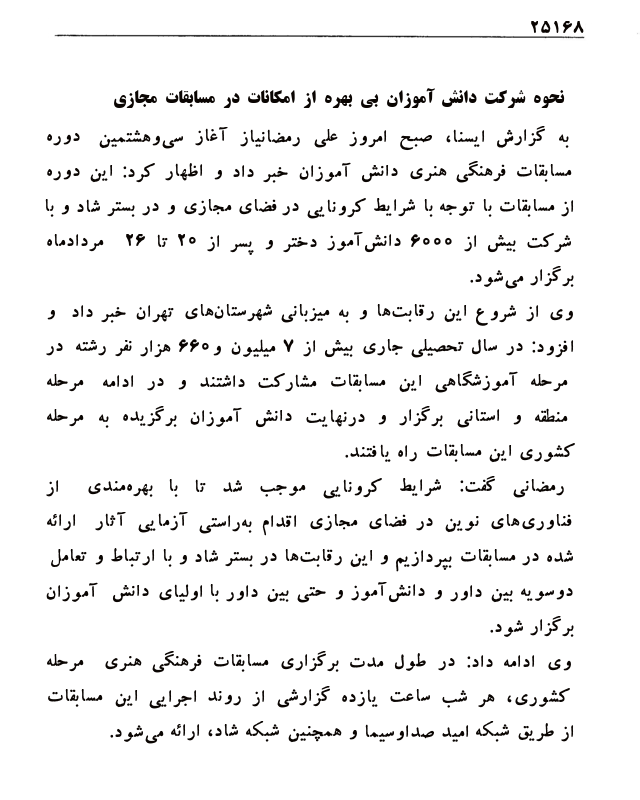 ۲۵۱۶۸
نحوه شرکت دانش آموزان بی بهره از امکانات در مسابقات مجازی
به گزارش ایسنا، صبح امروز علی رمضانیاز آغاز سی‌وهشتمین دوره
مسابقات فرهنگی هنری دانش آموزان خبر داد و اظهار کرد: این دوره
از مسابقات با توجه با شرایط کرونایی در فضای مجازی و در بستر شاد و با
شرکت بیش از ۶۰۰۰ دانش‌آموز دختر و پسر از ۲۰ تا ۲۶ مردادماه
برگزار می‌شود.
وی از شروع این رقابت‌ها و به میزبانی شهرستان‌های تهران خبر داد و
افزود: در سال تحصیلی جاری بیش از ۷ میلیون و ۶۶۰ هزار نفر رشته در
مرحله آموزشگاهی این مسابقات مشارکت داشتند و در ادامه مرحله
منطقه و استانی برگزار و درنهایت دانش آموزان برگزیده به مرحله
کشوری این مسابقات راه یافتند.
رمضانی گفت: شرایط کرونایی موجب شد تا با بهره‌مندی از
فناوری‌های نوین در فضای مجازی اقدام به‌راستی آزمایی آثار ارائه
شده در مسابقات بپردازیم و این رقابت‌ها در بستر شاد و با ارتباط و تعامل
دوسویه بین داور و دانش‌آموز و حتی بین داور با اولیای دانش آموزان
برگزار شود.
وی ادامه داد: در طول مدت برگزاری مسابقات فرهنگی هنری مرحله
کشوری، هر شب ساعت یازده گزارشی از روند اجرایی این مسابقات
از طریق شبکه امید صداوسیما و همچنین شبکه شاد، ارائه می‌شود.